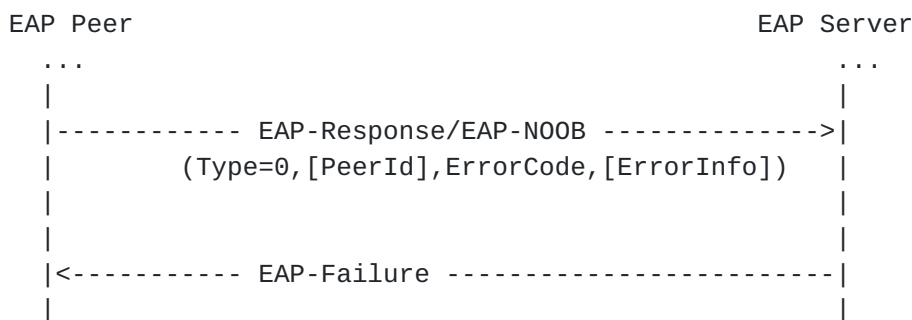 EAP Peer                                        EAP Server
  ...                                              ...
  |                                                 |
  |------------ EAP-Response/EAP-NOOB -------------->|
  |        (Type=0,[PeerId],ErrorCode,[ErrorInfo])   |
  |                                                 |
  |                                                 |
  |<----------- EAP-Failure -------------------------|
  |                                                 |